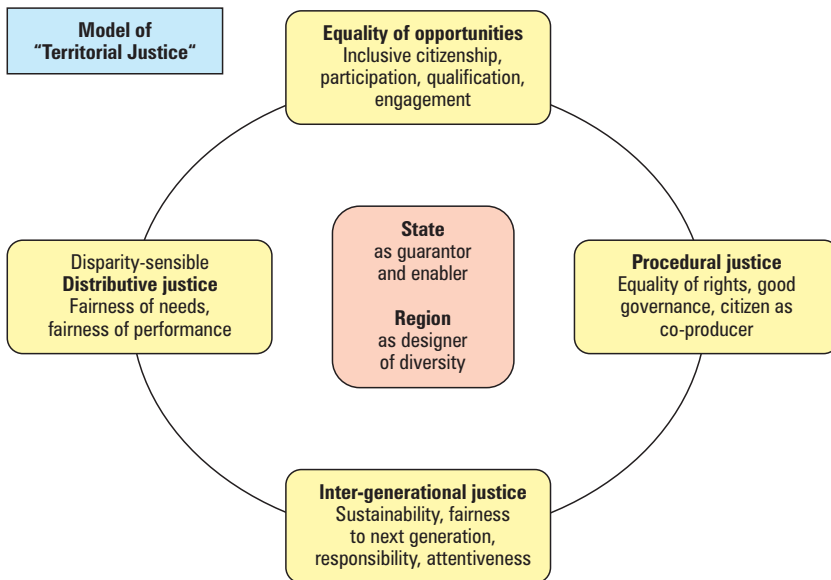 Model of
“Territorial Justice“
Equality of opportunities
Inclusive citizenship,
participation, qualification,
engagement
Disparity-sensible
Distributive justice
Fairness of needs,
fairness of performance
State
as guarantor
and enabler
Region
as designer
of diversity
Procedural justice
Equality of rights, good
governance, citizen as
co-producer
Inter-generational justice
Sustainability, fairness
to next generation,
responsibility, attentiveness